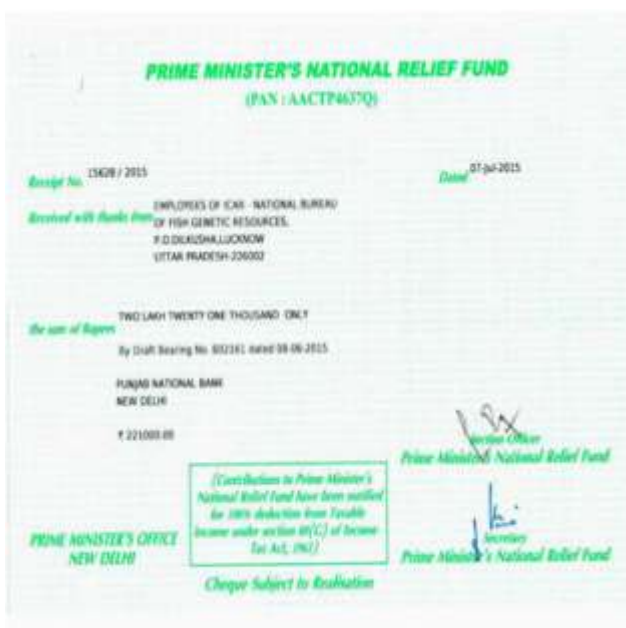 PRIME MINISTER'S NATIONAL RELIEF FUND
(PAN : AACTP4637Q)
Receipt No. 15628 / 2015
Dated 07-Jul-2015
Received with thanks from EMPLOYEES OF ICAR - NATIONAL BUREAU
OF FISH GENETIC RESOURCES,
P.O.DILKUSHA,LUCKNOW
UTTAR PRADESH-226002
the sum of Rupees TWO LAKH TWENTY ONE THOUSAND ONLY
By Draft Bearing No. 602161 dated 08-06-2015
PUNJAB NATIONAL BANK
NEW DELHI
₹ 221000.00
Section Officer
Prime Minister's National Relief Fund
(Contributions to Prime Minister's
National Relief Fund have been notified
for 100% deduction from Taxable
Income under section 80(G) of Income
Tax Act, 1961)
PRIME MINISTER'S OFFICE
NEW DELHI
Secretary
Prime Minister's National Relief Fund
Cheque Subject to Realisation